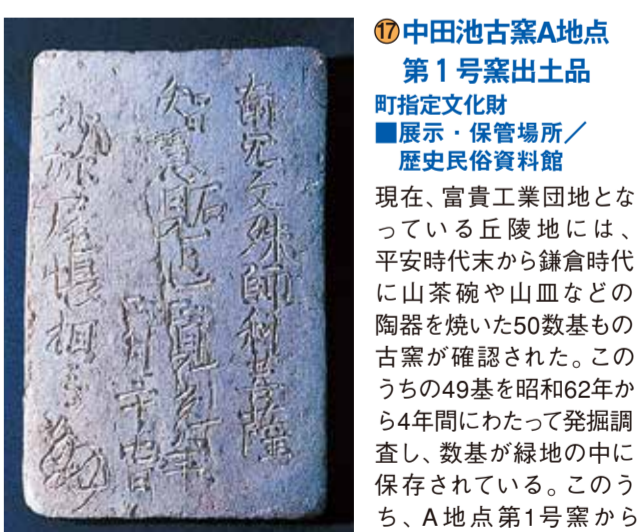 南无文殊師利菩薩
智恵
⑰中田池古窯A地点
第1号窯出土品
町指定文化財
■展示・保管場所／
歴史民俗資料館
現在、富貴工業団地とな
っている丘陵地には、
平安時代末から鎌倉時代
に山茶碗や山皿などの
陶器を焼いた50数基もの
古窯が確認された。この
うちの49基を昭和62年か
ら4年間にわたって発掘調
査し、数基が緑地の中に
保存されている。このう
ち、A地点第1号窯から